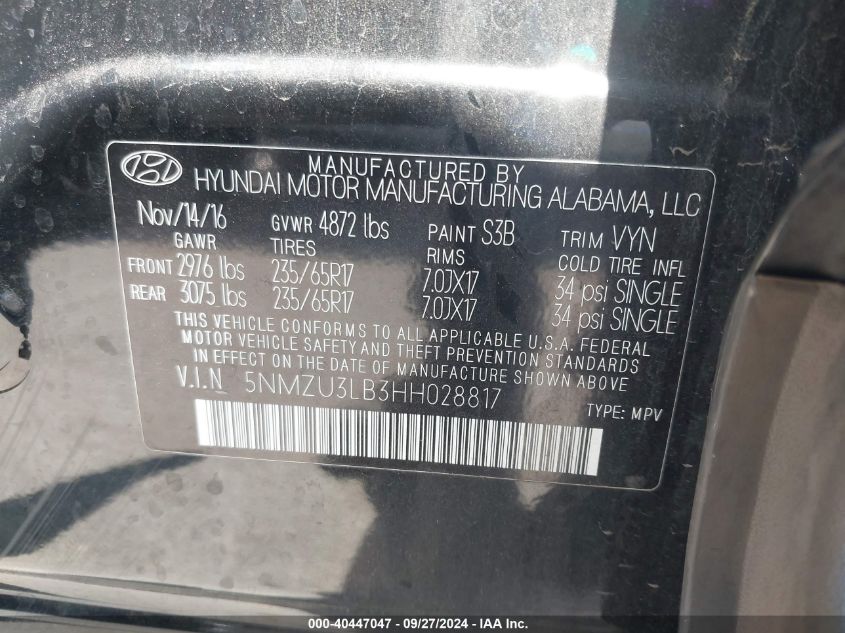 MANUFACTURED BY
HYUNDAI MOTOR MANUFACTURING ALABAMA, LLC
Nov/14/16 GVWR 4872 lbs PAINT S3B TRIM VYN
GAWR TIRES RIMS COLD TIRE INFL
FRONT 2976 lbs 235/65R17 7.0JX17 34 psi SINGLE
REAR 3075 lbs 235/65R17 7.0JX17 34 psi SINGLE
THIS VEHICLE CONFORMS TO ALL APPLICABLE U.S.A. FEDERAL
MOTOR VEHICLE SAFETY AND THEFT PREVENTION STANDARDS
IN EFFECT ON THE DATE OF MANUFACTURE SHOWN ABOVE
V.I.N 5NMZU3LB3HH028817
TYPE: MPV
000-40447047 - 09/27/2024 - IAA Inc.